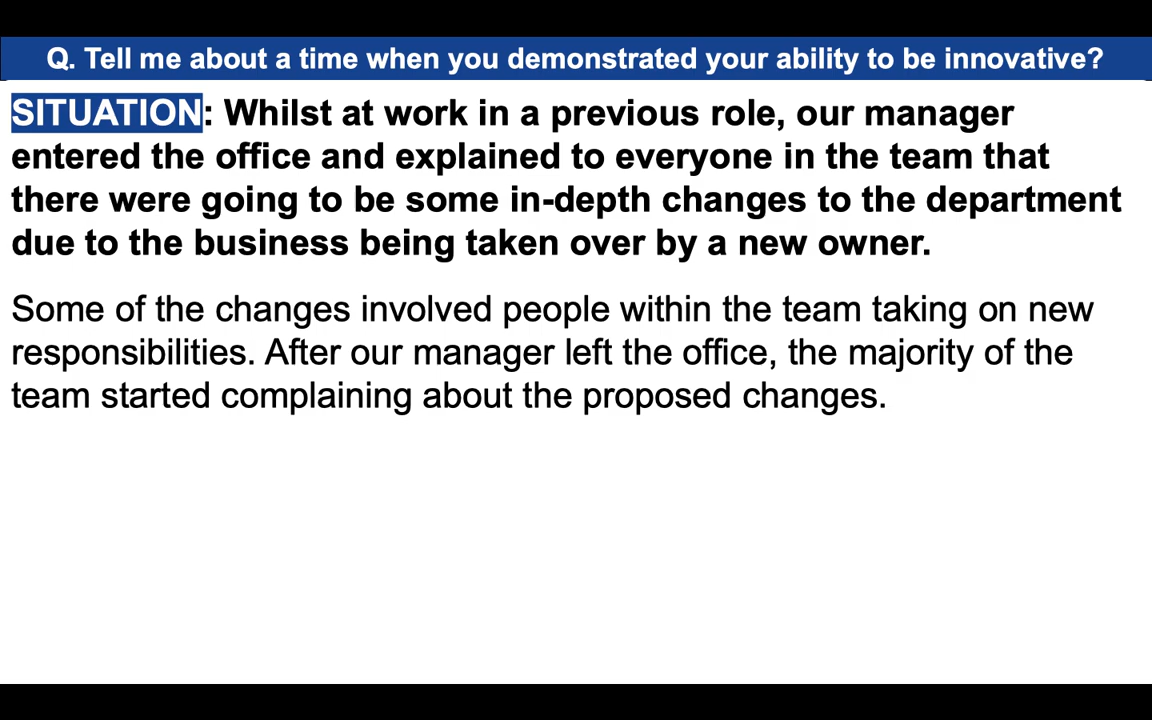 Q. Tell me about a time when you demonstrated your ability to be innovative?
SITUATION: Whilst at work in a previous role, our manager
entered the office and explained to everyone in the team that
there were going to be some in-depth changes to the department
due to the business being taken over by a new owner.
Some of the changes involved people within the team taking on new
responsibilities. After our manager left the office, the majority of the
team started complaining about the proposed changes.